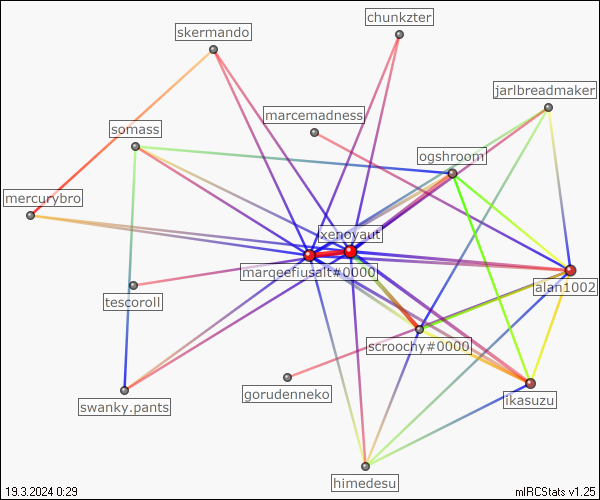 chunkzter
skermando
jarlbreadmaker
marcemadness
somass
ogshroom
mercurybro
xenoyaut
marqeefiusalt#0000
alan1002
tescoroll
scroochy#0000
gorudenneko
ikasuzu
swanky.pants
himedesu
19.3.2024 0:29
mIRCStats v1.25